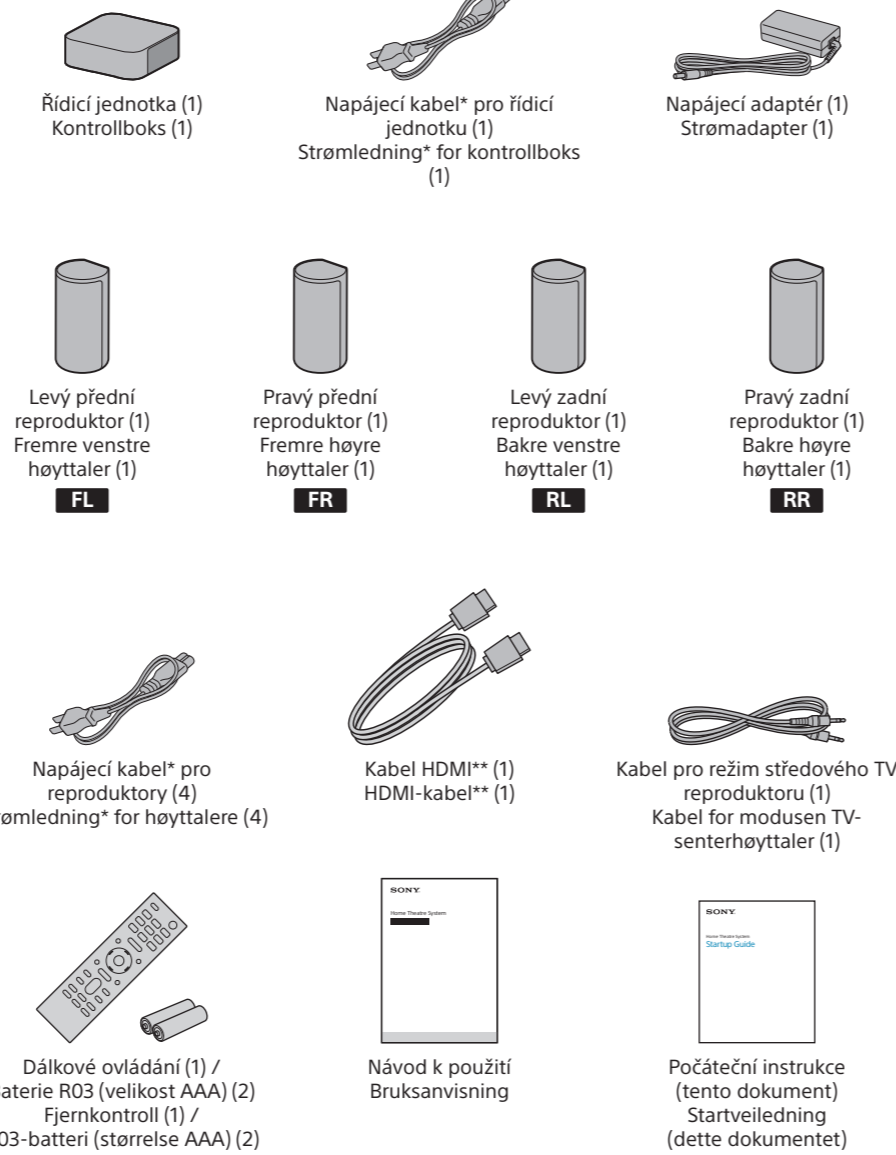 Řídicí jednotka (1)
Kontrollboks (1)
Napájecí kabel* pro řídicí
jednotku (1)
Strømledning* for kontrollboks
(1)
Napájecí adaptér (1)
Strømadapter (1)
Levý přední
reproduktor (1)
Fremre venstre
høyttaler (1)
FL
Pravý přední
reproduktor (1)
Fremre høyre
høyttaler (1)
FR
Levý zadní
reproduktor (1)
Bakre venstre
høyttaler (1)
RL
Pravý zadní
reproduktor (1)
Bakre høyre
høyttaler (1)
RR
Napájecí kabel* pro
reproduktory (4)
for høyttalere (4)
Kabel HDMI** (1)
HDMI-kabel** (1)
Kabel pro režim středového TV
reproduktoru (1)
Kabel for modusen TV-
senterhøyttaler (1)
Dálkové ovládání (1) /
R03 (velikost AAA) (2)
Fjernkontroll (1) /
(størrelse AAA) (2)
SONY
Home Theatre System
Návod k použití
Bruksanvisning
SONY
Home Theatre System
Startup Guide
Počáteční instrukce
(tento dokument)
Startveiledning
(dette dokumentet)